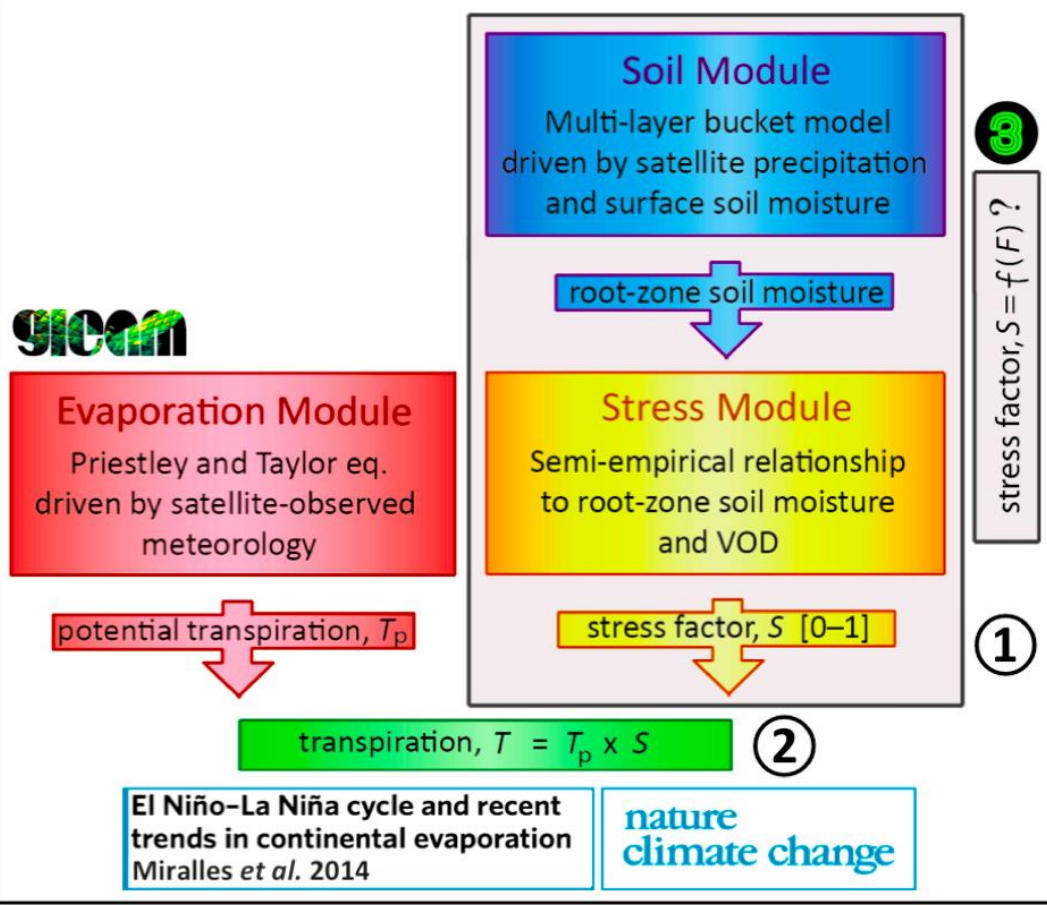 Soil Module
Multi-layer bucket model
driven by satellite precipitation
and surface soil moisture
3
stress factor, S = f(F)?
root-zone soil moisture
gleam
Evaporation Module
Priestley and Taylor eq.
driven by satellite-observed
meteorology
Stress Module
Semi-empirical relationship
to root-zone soil moisture
and VOD
potential transpiration, Tp
stress factor, S [0–1]
1
transpiration, T = Tp x S
2
El Niño–La Niña cycle and recent
trends in continental evaporation
Miralles et al. 2014
nature
climate change